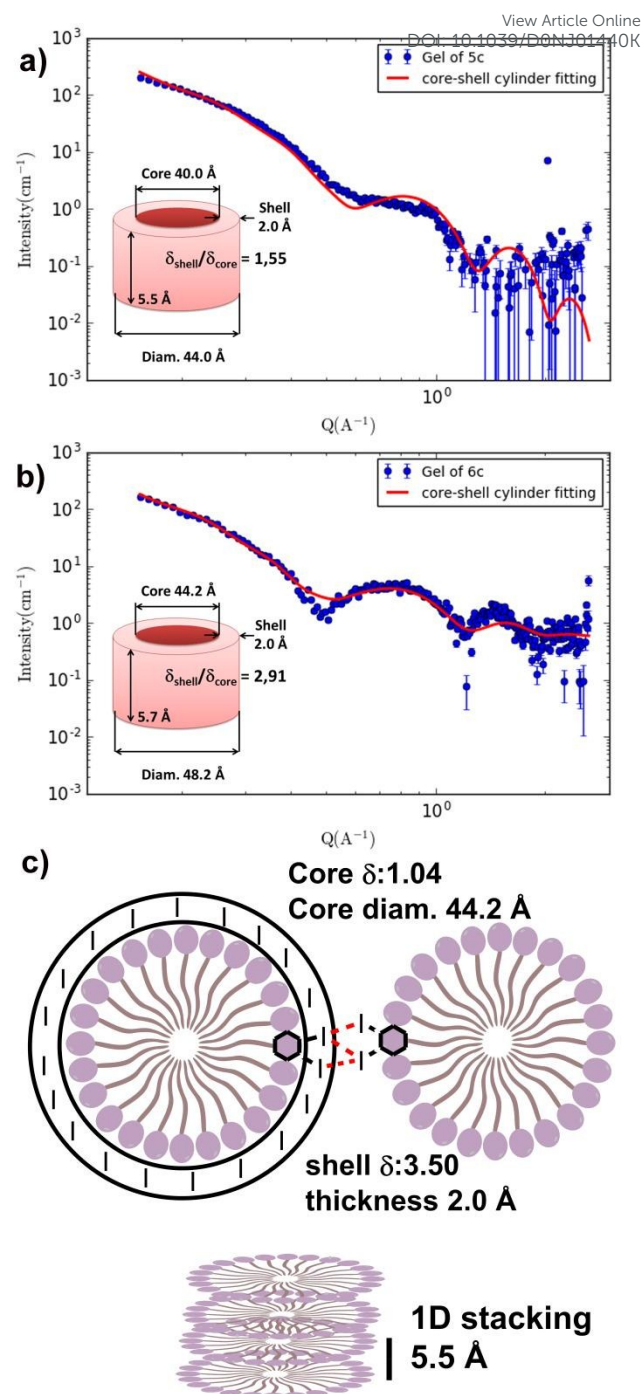 View Article Online
DOI: 10.1039/D0NJ01440K
a)
Gel of 5c
core-shell cylinder fitting
10³
10²
10¹
10⁰
10⁻¹
10⁻²
10⁻³
Intensity(cm⁻¹)
Core 40.0 Å
Shell
2.0 Å
δshell/δcore = 1,55
5.5 Å
Diam. 44.0 Å
10⁰
Q(A⁻¹)
b)
Gel of 6c
core-shell cylinder fitting
10³
10²
10¹
10⁰
10⁻¹
10⁻²
10⁻³
Intensity(cm⁻¹)
Core 44.2 Å
Shell
2.0 Å
δshell/δcore = 2,91
5.7 Å
Diam. 48.2 Å
10⁰
Q(A⁻¹)
c)
Core δ:1.04
Core diam. 44.2 Å
shell δ:3.50
thickness 2.0 Å
1D stacking
5.5 Å